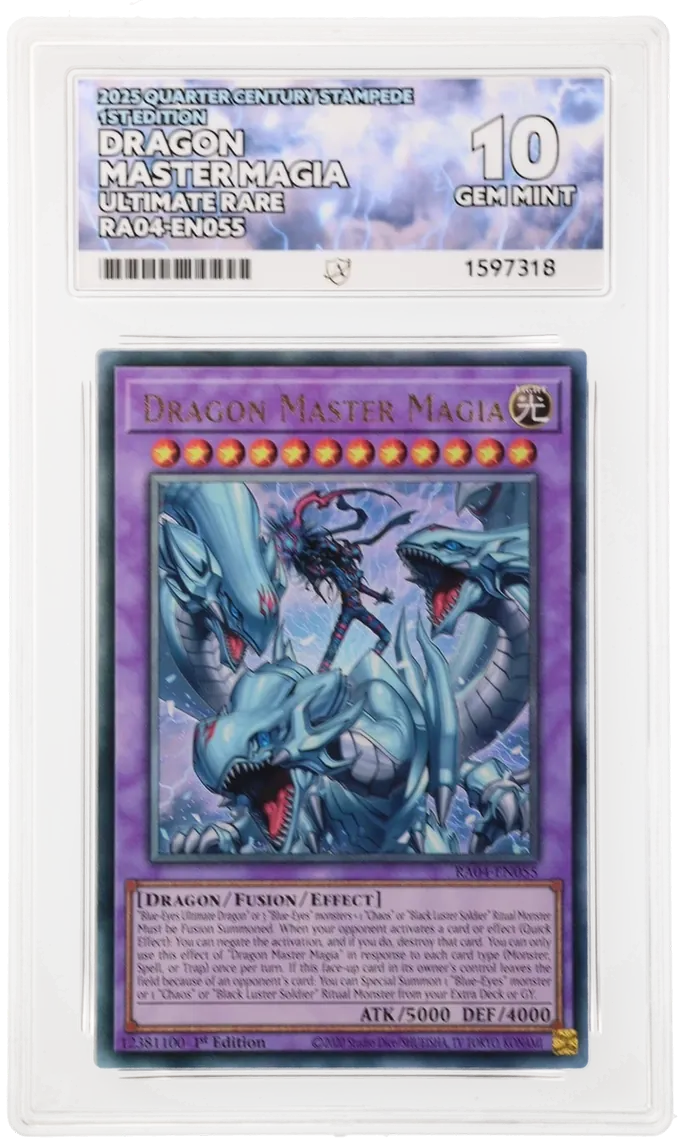 2025 QUARTER CENTURY STAMPEDE
1ST EDITION
DRAGON
MASTER MAGIA
ULTIMATE RARE
RA04-EN055
10
GEM MINT
1597318
DRAGON MASTER MAGIA
LIGHT
光
RA04-EN055
[DRAGON/FUSION/EFFECT]
"Blue-Eyes Ultimate Dragon" or 3 "Blue-Eyes" monsters + 1 "Chaos" or "Black Luster Soldier" Ritual Monster
Must be Fusion Summoned. When your opponent activates a card or effect (Quick
Effect): You can negate the activation, and if you do, destroy that card. You can only
use this effect of "Dragon Master Magia" in response to each card type (Monster,
Spell, or Trap) once per turn. If this face-up card in its owner's control leaves the
field because of an opponent's card: You can Special Summon 1 "Blue-Eyes" monster
or 1 "Chaos" or "Black Luster Soldier" Ritual Monster from your Extra Deck or GY.
ATK/5000 DEF/4000
12381100 1st Edition
©2020 Studio Dice/SHUEISHA, TV TOKYO, KONAMI